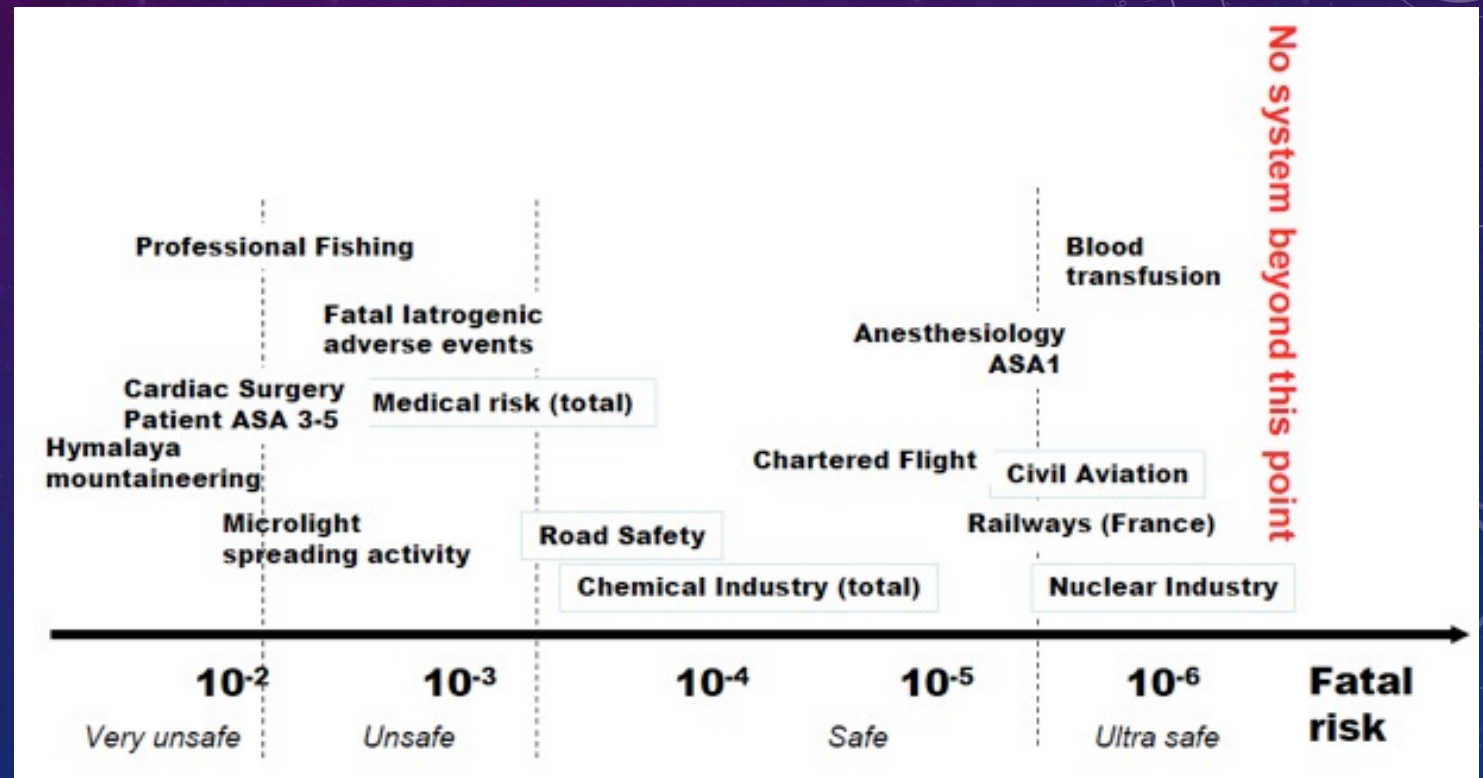 No system beyond this point
Professional Fishing
Blood
transfusion
Fatal Iatrogenic
adverse events
Anesthesiology
ASA1
Cardiac Surgery
Patient ASA 3-5
Medical risk (total)
Hymalaya
mountaineering
Chartered Flight
Civil Aviation
Microlight
spreading activity
Road Safety
Railways (France)
Chemical Industry (total)
Nuclear Industry
10-2 10-3 10-4 10-5 10-6
Fatal
risk
Very unsafe Unsafe Safe Ultra safe